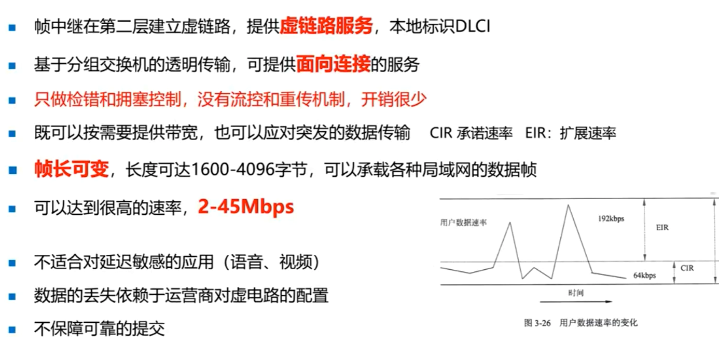 帧中继在第二层建立虚链路，提供虚链路服务，本地标识DLCI
基于分组交换机的透明传输，可提供面向连接的服务
只做检错和拥塞控制，没有流控和重传机制，开销很少
既可以按需要提供带宽，也可以应对突发的数据传输 CIR 承诺速率 EIR：扩展速率
帧长可变，长度可达1600-4096字节，可以承载各种局域网的数据帧
可以达到很高的速率，2-45Mbps
不适合对延迟敏感的应用（语音、视频）
数据的丢失依赖于运营商对虚电路的配置
不保障可靠的提交
用户数据速率
192kbps
EIR
CIR
64kbps
时间
图 3-26 用户数据速率的变化